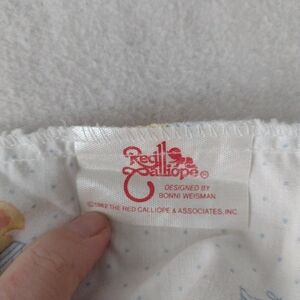 Red
Calliope®
DESIGNED BY
BONNI WEISMAN
©1982 THE RED CALLIOPE & ASSOCIATES, INC.